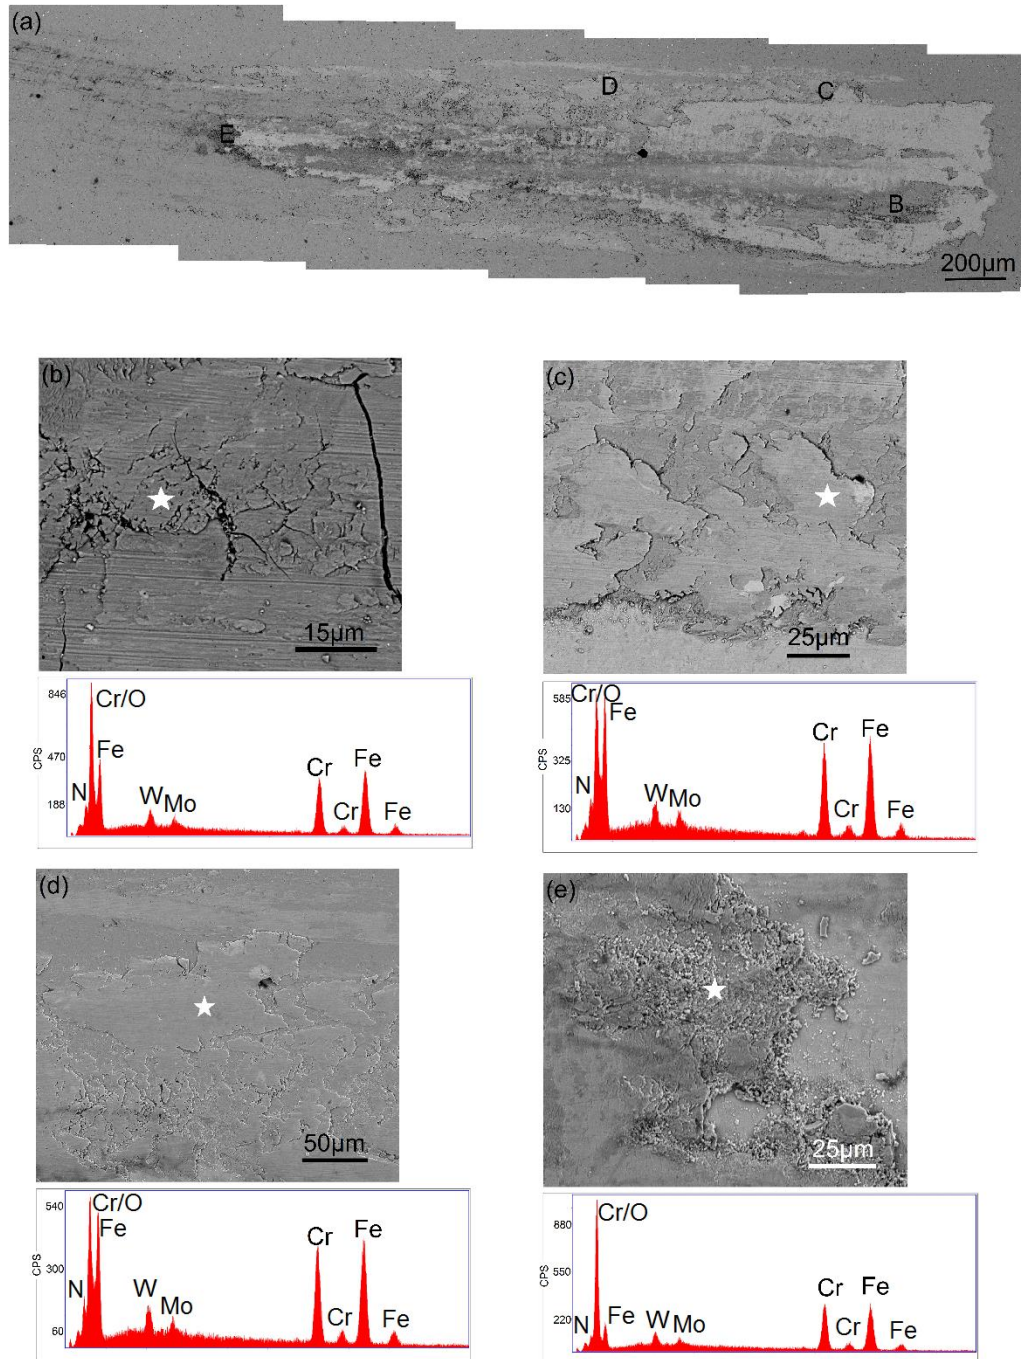 (a)
D
C
E
B
200µm
(b)
15µm
(c)
25µm
846
470
188
CPS
Cr/O
Fe
N
W
Mo
Cr
Cr
Fe
Fe
585
325
130
CPS
Cr/O
Fe
N
W
Mo
Cr
Cr
Fe
Fe
(d)
50µm
(e)
25µm
540
300
60
CPS
Cr/O
Fe
N
W
Mo
Cr
Cr
Fe
Fe
880
550
220
CPS
Cr/O
Fe
N
W
Mo
Cr
Cr
Fe
Fe